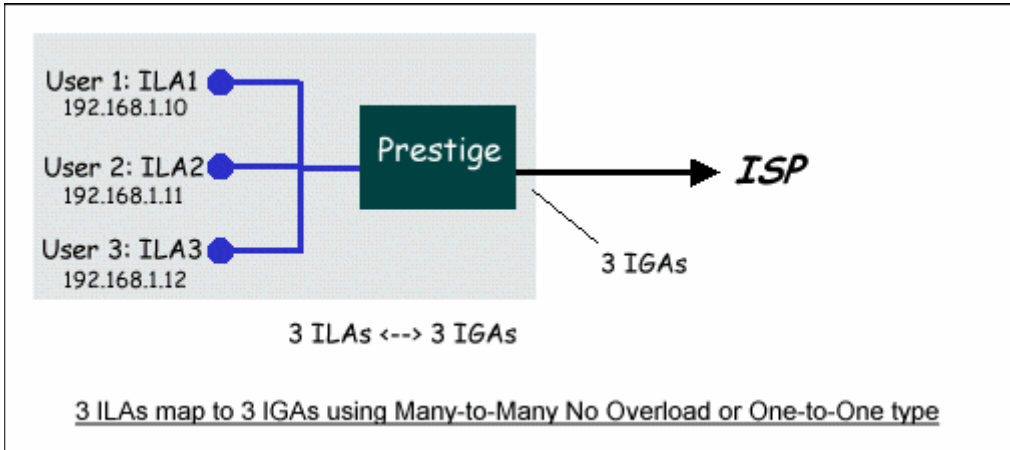 User 1: ILA1
192.168.1.10
User 2: ILA2
192.168.1.11
User 3: ILA3
192.168.1.12
Prestige
ISP
3 IGAs
3 ILAs <--> 3 IGAs
3 ILAs map to 3 IGAs using Many-to-Many No Overload or One-to-One type